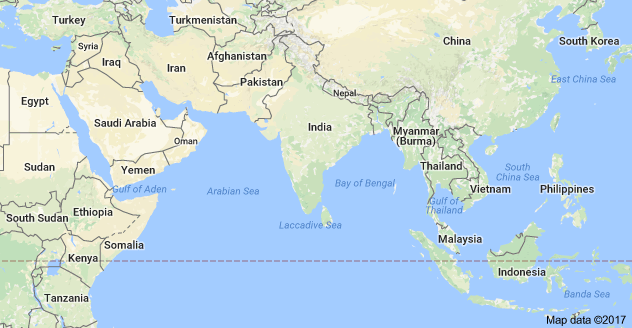 Turkey
Turkmenistan
Syria
Iraq
Iran
Afghanistan
China
South Korea
East China Sea
Pakistan
Nepal
Egypt
Saudi Arabia
Oman
India
Myanmar
(Burma)
Sudan
Yemen
Thailand
South
China Sea
Gulf of Aden
Arabian Sea
Bay of Bengal
Vietnam
Philippines
South Sudan
Ethiopia
Gulf of
Thailand
Laccadive Sea
Somalia
Malaysia
Kenya
Indonesia
Tanzania
Banda Sea
Map data ©2017